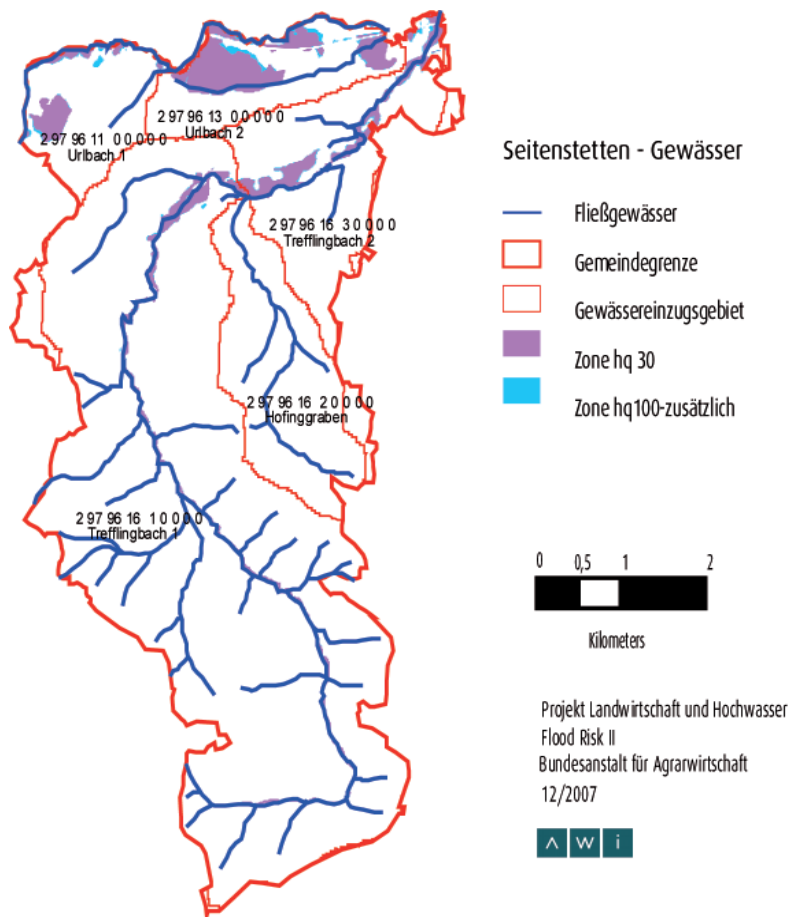 2 97 96 13 0 0 0 0 0
Urlbach 2
2 97 96 11 0 0 0 0 0
Urlbach 1
2 97 96 16 3 0 0 0 0
Trefflingbach 2
2 97 96 16 2 0 0 0 0
Hofinggraben
2 97 96 16 1 0 0 0 0
Trefflingbach 1
Seitenstetten - Gewässer
Fließgewässer
Gemeindegrenze
Gewässereinzugsgebiet
Zone hq 30
Zone hq100-zusätzlich
0 0,5 1 2
Kilometers
Projekt Landwirtschaft und Hochwasser
Flood Risk II
Bundesanstalt für Agrarwirtschaft
12/2007
Λ w i